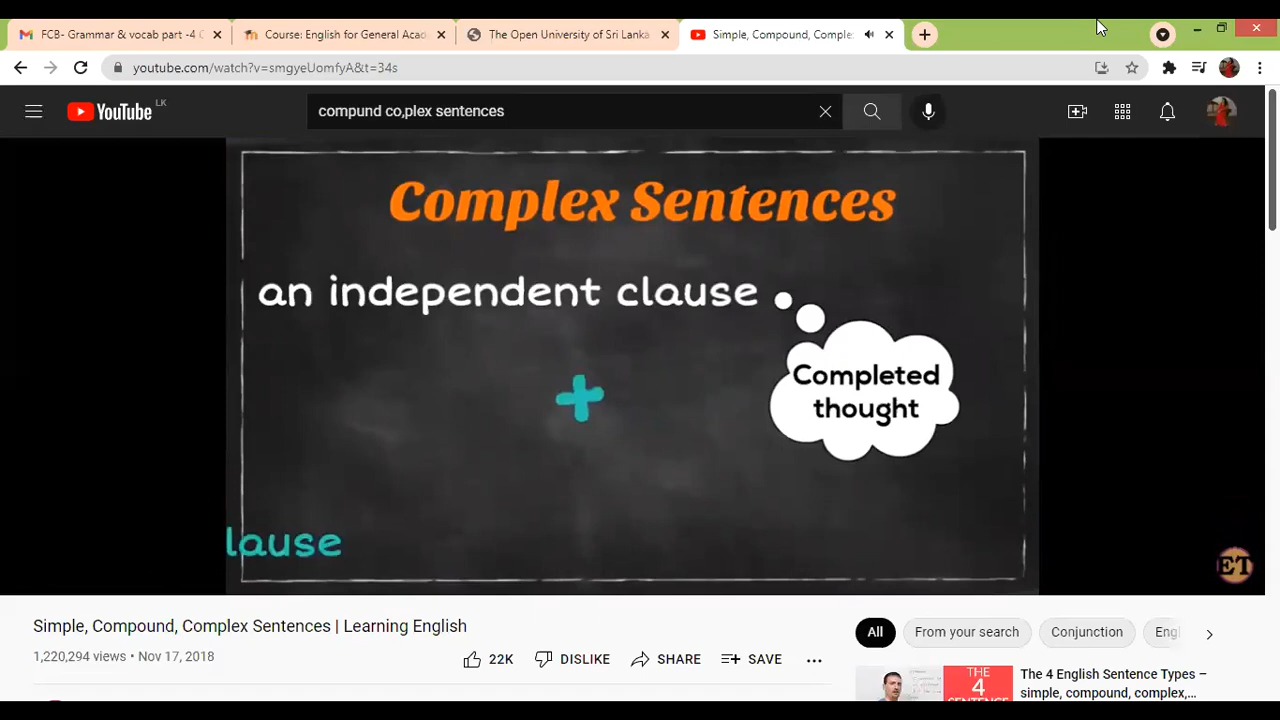 FCB- Grammar & vocab part -4 C
Course: English for General Acad
The Open University of Sri Lanka
Simple, Compound, Comple
youtube.com/watch?v=smgyeUomfyA&t=34s
YouTube LK
compund co,plex sentences
Complex Sentences
an independent clause
Completed
thought
+
lause
ET
Simple, Compound, Complex Sentences | Learning English
1,220,294 views • Nov 17, 2018
22K DISLIKE SHARE SAVE
All From your search Conjunction Engl
The 4 English Sentence Types –
simple, compound, complex,...
THE
4
SENTENCE